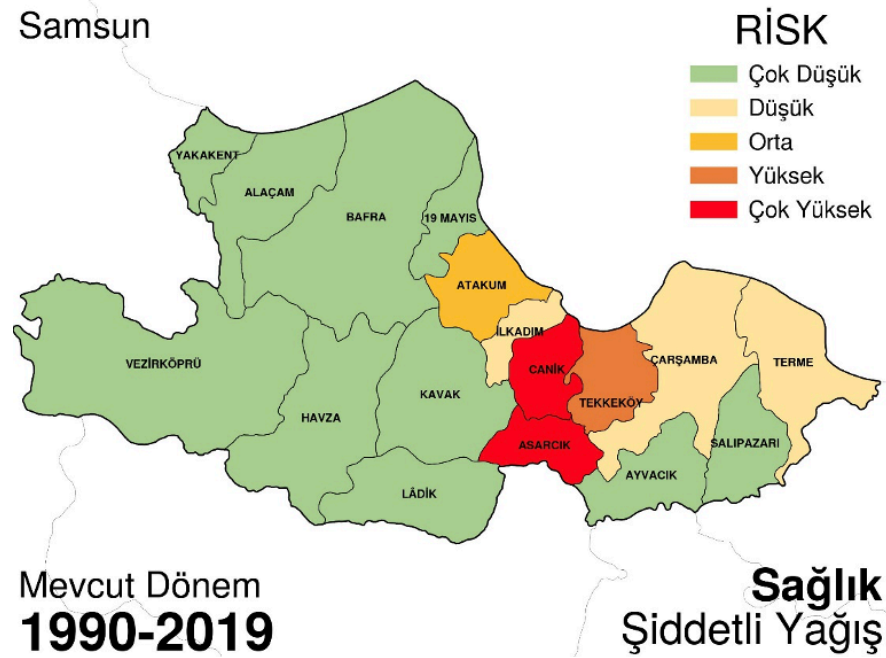 Samsun
RİSK
Çok Düşük
Düşük
Orta
Yüksek
Çok Yüksek
YAKAKENT
ALAÇAM
BAFRA
19 MAYIS
ATAKUM
İLKADIM
VEZİRKÖPRÜ
HAVZA
KAVAK
CANİK
TEKKEKÖY
ÇARŞAMBA
TERME
ASARCIK
SALIPAZARI
AYVACIK
LÂDİK
Mevcut Dönem
1990-2019
Sağlık
Şiddetli Yağış